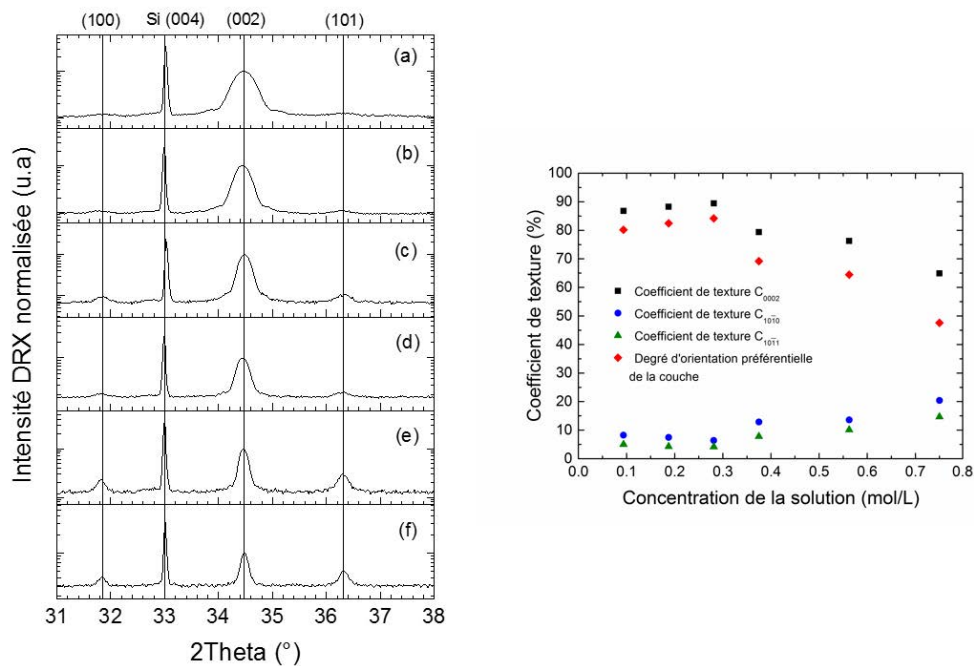 (100) Si (004) (002) (101)
(a)
(b)
(c)
(d)
(e)
(f)
Intensité DRX normalisée (u.a)
31 32 33 34 35 36 37 38
2Theta (°)
100
90
80
70
60
50
40
30
20
10
0
Coefficient de texture (%)
Coefficient de texture C0002
Coefficient de texture C101̅0
Coefficient de texture C101̅1
Degré d'orientation préférentielle
de la couche
0.0 0.1 0.2 0.3 0.4 0.5 0.6 0.7 0.8
Concentration de la solution (mol/L)